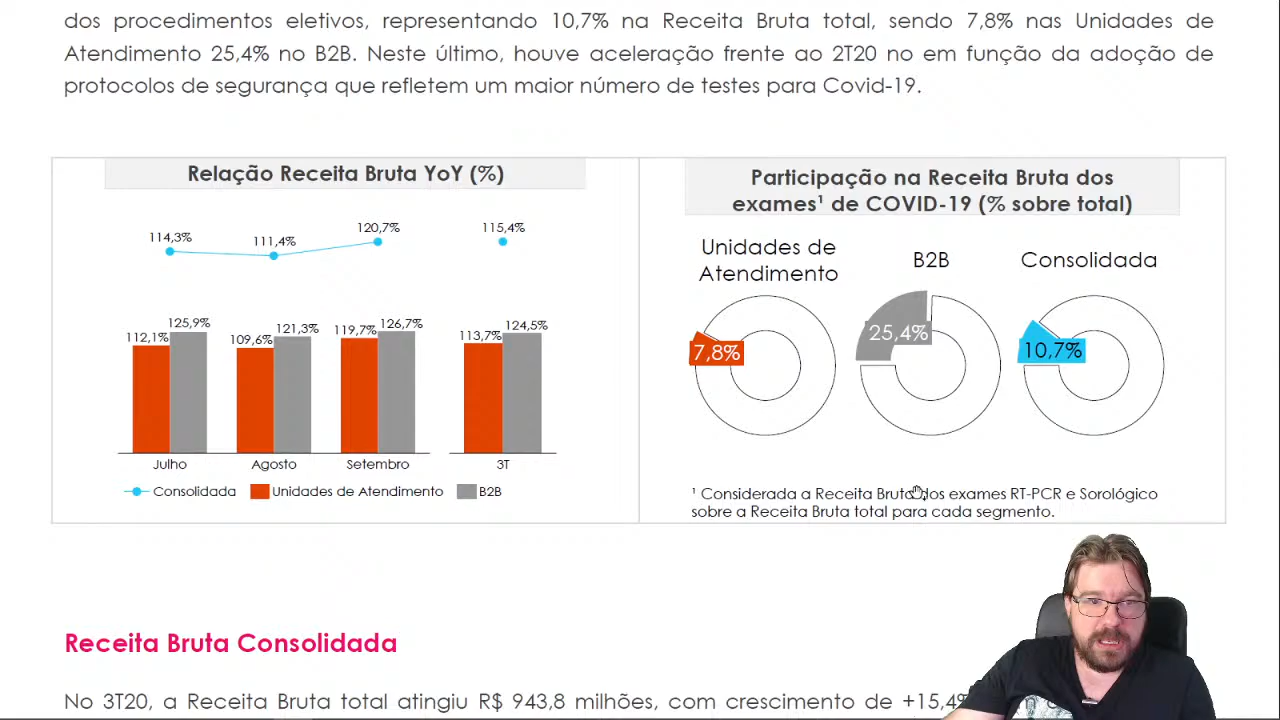 dos procedimentos eletivos, representando 10,7% na Receita Bruta total, sendo 7,8% nas Unidades de
Atendimento 25,4% no B2B. Neste último, houve aceleração frente ao 2T20 no em função da adoção de
protocolos de segurança que refletem um maior número de testes para Covid-19.
Relação Receita Bruta YoY (%)
114,3% 111,4% 120,7% 115,4%
112,1% 125,9% 109,6% 121,3% 119,7% 126,7% 113,7% 124,5%
Julho Agosto Setembro 3T
Consolidada Unidades de Atendimento B2B
Participação na Receita Bruta dos
exames¹ de COVID-19 (% sobre total)
Unidades de
Atendimento
B2B
Consolidada
7,8%
25,4%
10,7%
¹ Considerada a Receita Bruta dos exames RT-PCR e Sorológico
sobre a Receita Bruta total para cada segmento.
Receita Bruta Consolidada
No 3T20, a Receita Bruta total atingiu R$ 943,8 milhões, com crescimento de +15,4%